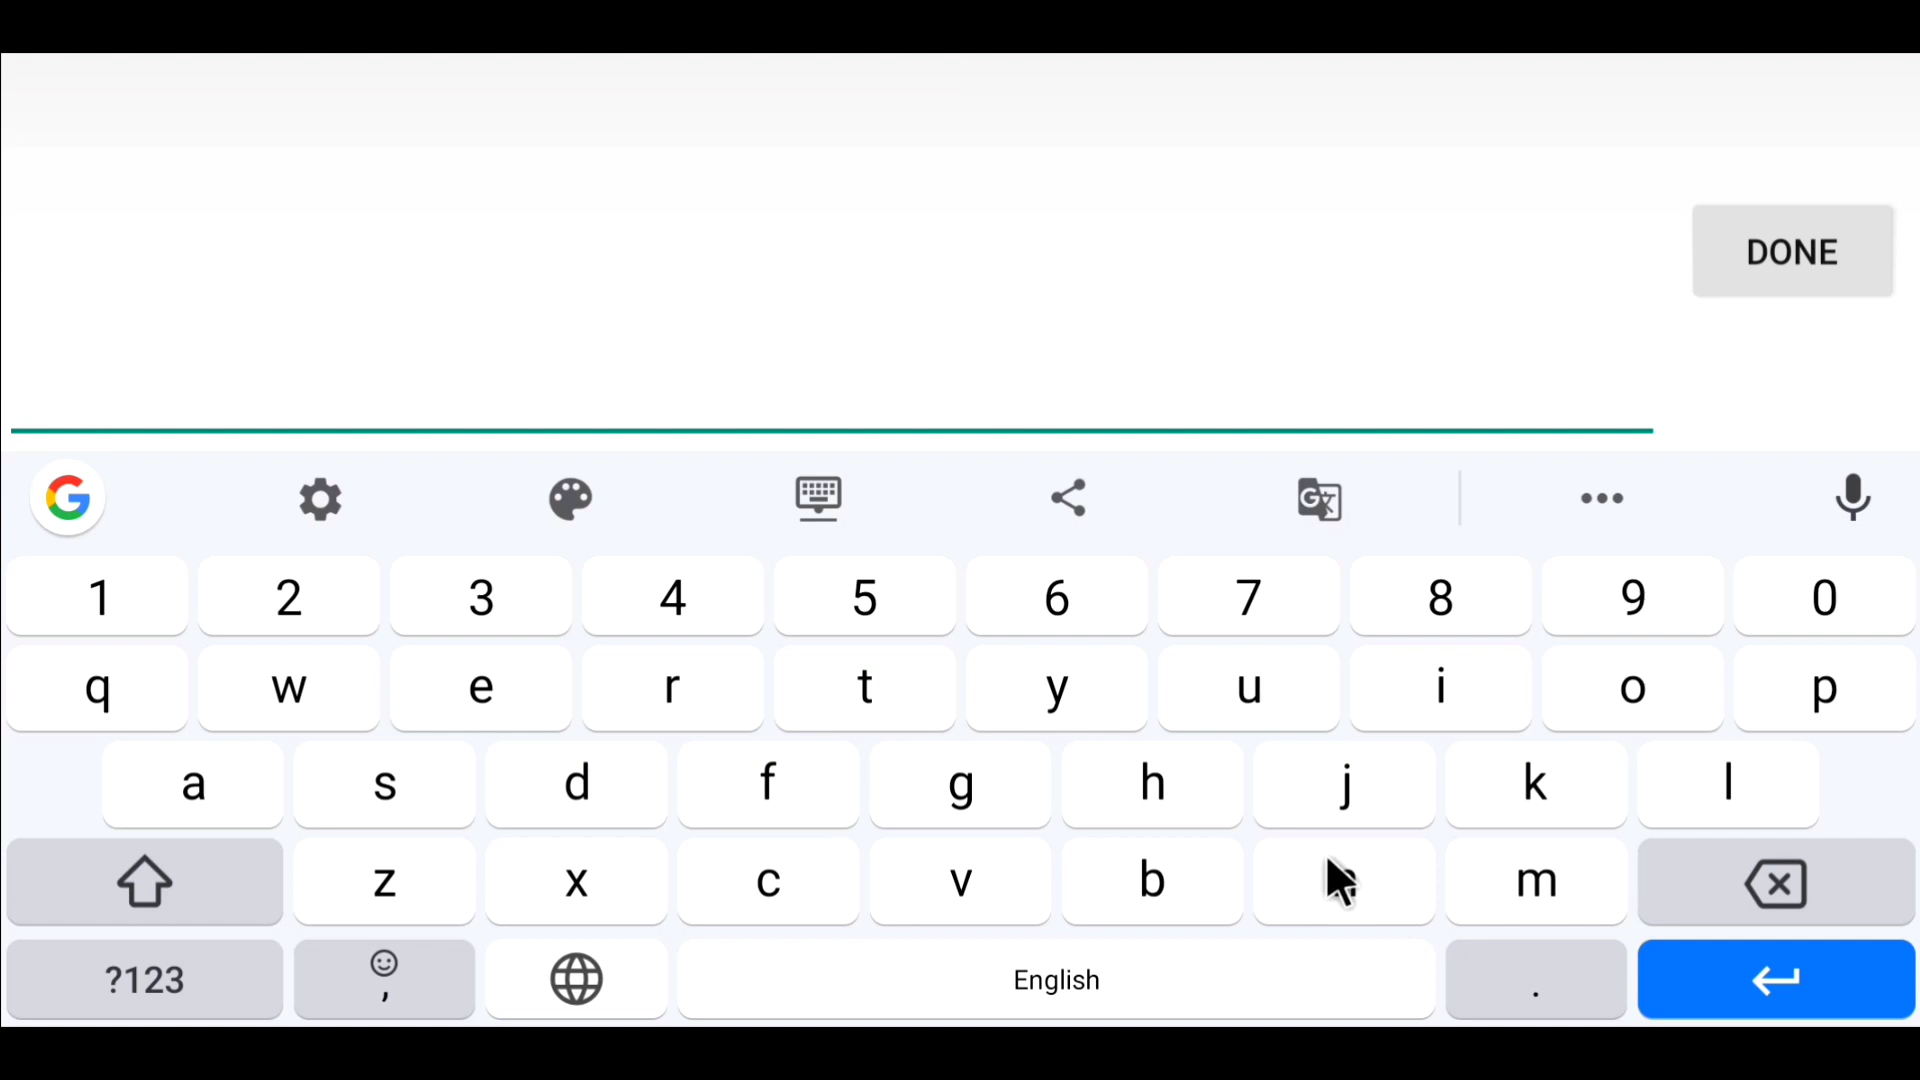 DONE
1 2 3 4 5 6 7 8 9 0
q w e r t y u i o p
a s d f g h j k l
z x c v b m
?123 , English .